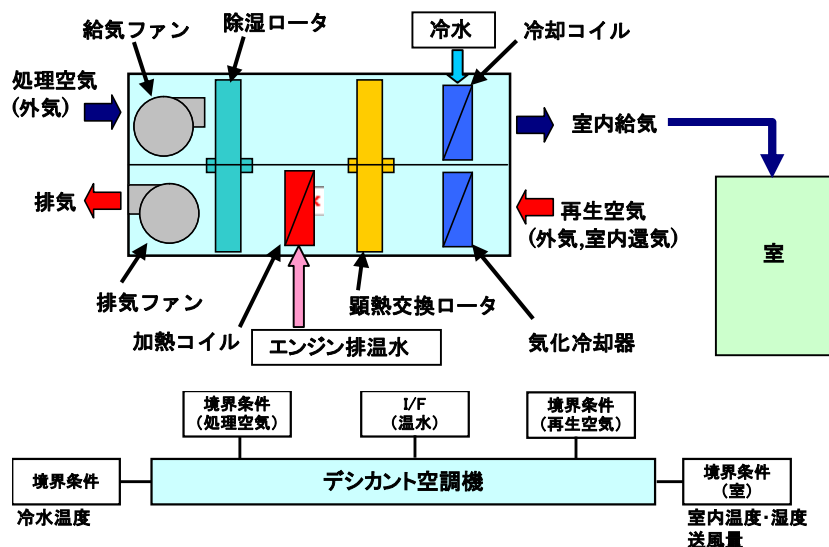 給気ファン
除湿ロータ
冷水
冷却コイル
処理空気
(外気)
室内給気
排気
再生空気
(外気,室内還気)
室
排気ファン
加熱コイル
顕熱交換ロータ
エンジン排温水
気化冷却器
境界条件
(処理空気)
I/F
(温水)
境界条件
(再生空気)
境界条件
デシカント空調機
境界条件
(室)
冷水温度
室内温度・湿度
送風量